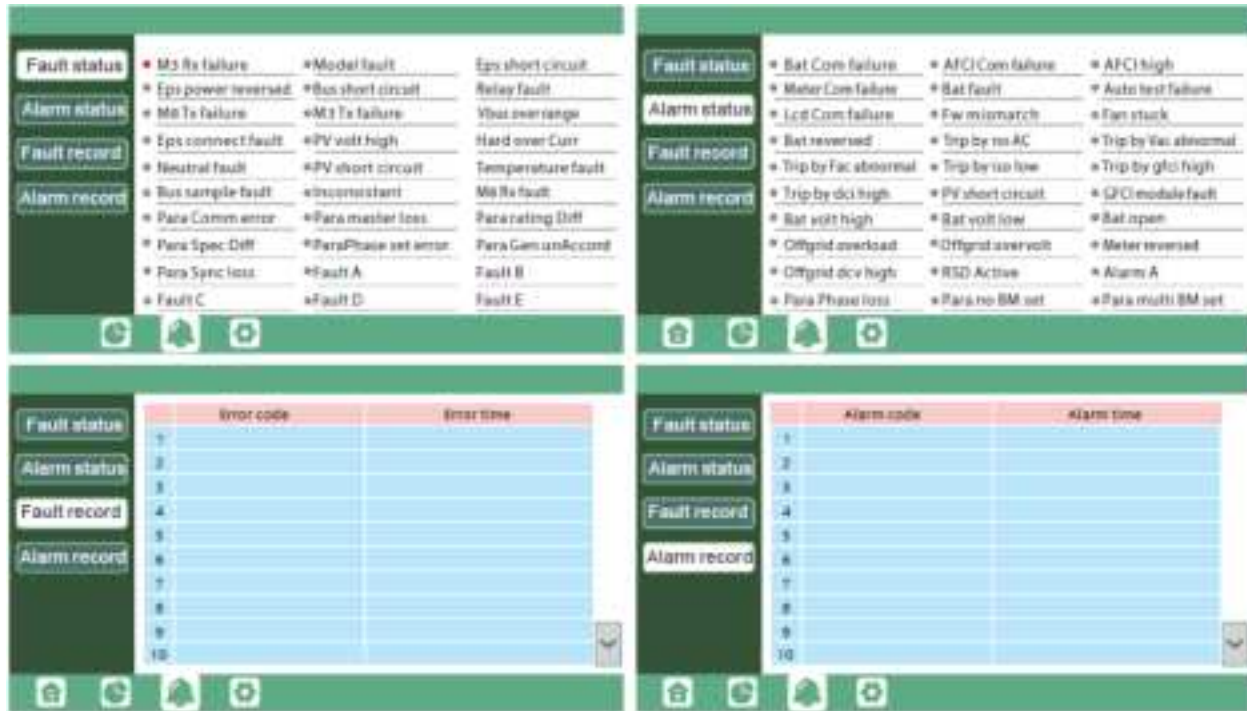 Fault status
Alarm status
Fault record
Alarm record
M3 Rx failure Model fault Eps short circuit
Eps power reversed Bus short circuit Relay fault
M8 Tx failure M3 Tx failure Vbus over range
Eps connect fault PV volt high Hard over Curr
Neutral fault PV short circuit Temperature fault
Bus sample fault Inconsistant M8 Rx fault
Para Comm error Para master loss Para rating Diff
Para Spec Diff ParaPhase set error Para Gen unAccord
Para Sync loss Fault A Fault B
Fault C Fault D Fault E
Fault status
Alarm status
Fault record
Alarm record
Bat Com failure AFCI Com failure AFCI high
Meter Com failure Bat fault Auto test failure
Lcd Com failure Fw mismatch Fan stuck
Bat reversed Trip by no AC Trip by Vac abnormal
Trip by Fac abnormal Trip by iso low Trip by gfci high
Trip by dci high PV short circuit GFCI module fault
Bat volt high Bat volt low Bat open
Offgrid overload Offgrid overvolt Meter reversed
Offgrid dcv high RSD Active Alarm A
Para Phase loss Para no BM set Para multi BM set
Fault status
Alarm status
Fault record
Alarm record
Error code Error time
1
2
3
4
5
6
7
8
9
10
Fault status
Alarm status
Fault record
Alarm record
Alarm code Alarm time
1
2
3
4
5
6
7
8
9
10